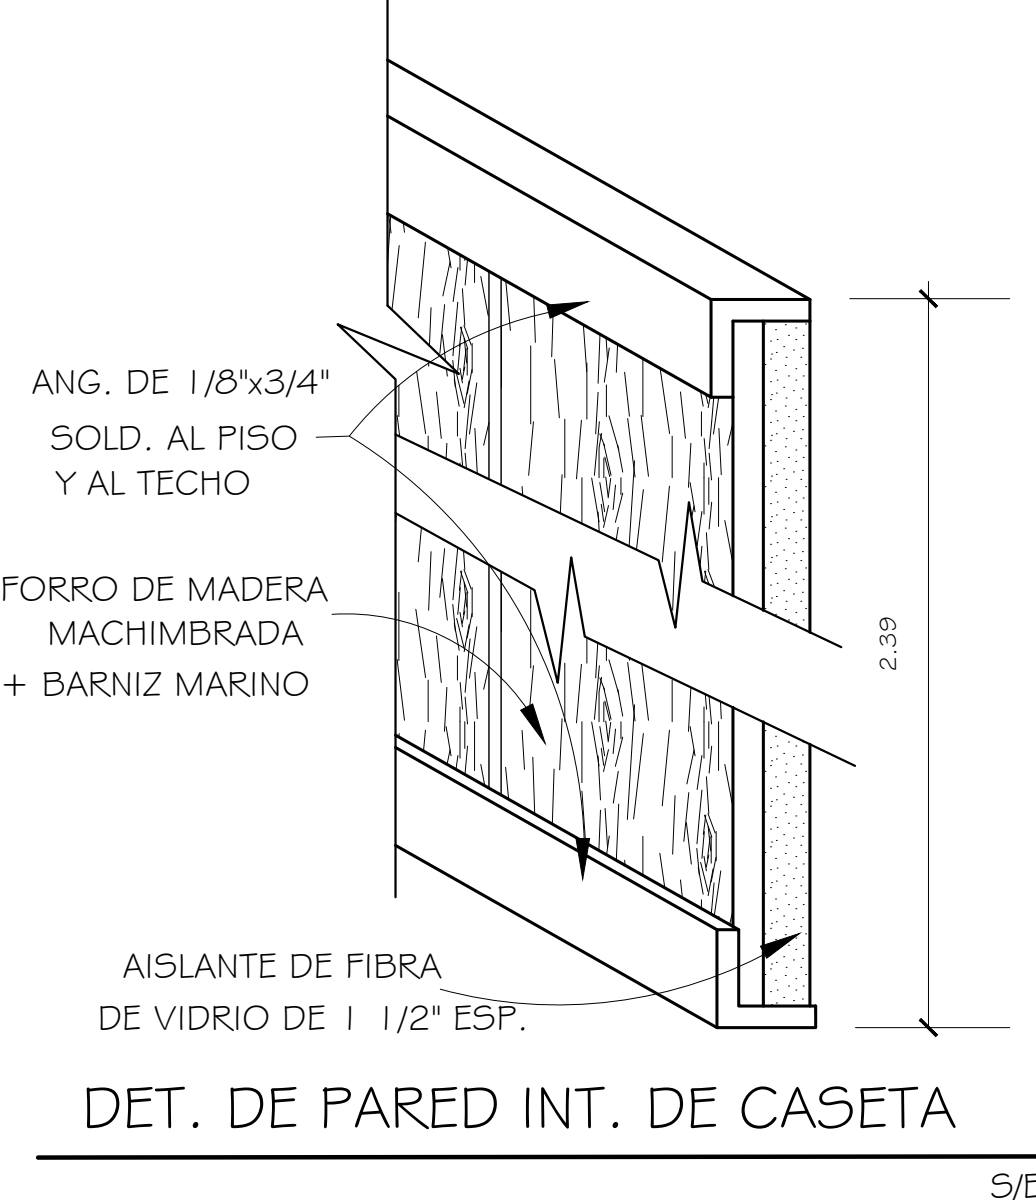 ANG. DE 1/8"x3/4"
SOLD. AL PISO
Y AL TECHO
FORRO DE MADERA
MACHIMBRADA
+ BARNIZ MARINO
2.39
AISLANTE DE FIBRA
DE VIDRIO DE 1 1/2" ESP.
DET. DE PARED INT. DE CASETA